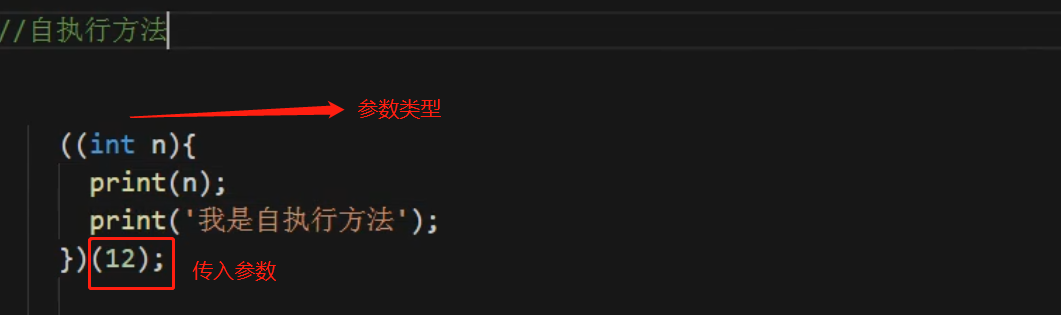 //自执行方法
参数类型
((int n){
print(n);
print('我是自执行方法');
})(12);
传入参数